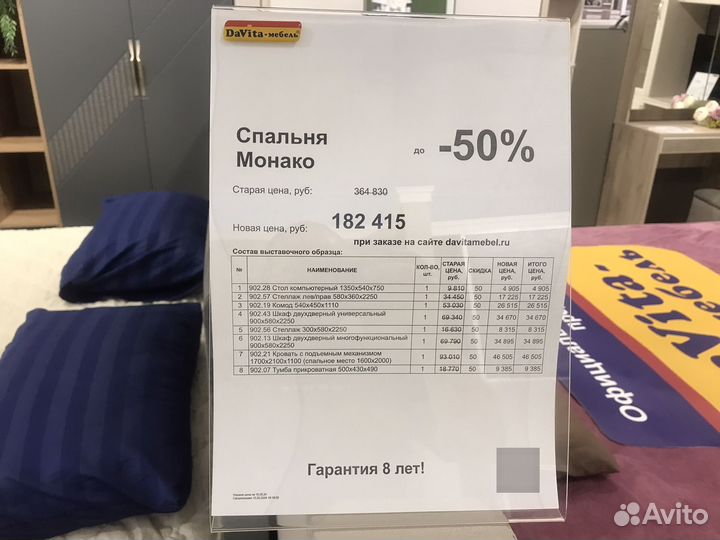 DaVita-мебель
Спальня
Монако
до -50%
Старая цена, руб: 364 830
Новая цена, руб: 182 415
при заказе на сайте davitamebel.ru
Состав выставочного образца:
№ НАИМЕНОВАНИЕ КОЛ-ВО, шт. СТАРАЯ ЦЕНА, руб. СКИДКА НОВАЯ ЦЕНА, руб. ИТОГО ЦЕНА, руб.
1 902.28 Стол компьютерный 1350х540х750 1 9 810 50 4 905 4 905
2 902.57 Стеллаж лев/прав 580х360х2250 1 34 450 50 17 225 17 225
3 902.19 Комод 540х450х1110 1 53 030 50 26 515 26 515
4 902.43 Шкаф двухдверный универсальный
900х580х2250 1 69 340 50 34 670 34 670
5 902.56 Стеллаж 300х580х2250 1 16 630 50 8 315 8 315
6 902.13 Шкаф двухдверный многофункциональный
900х580х2250 1 69 790 50 34 895 34 895
7 902.21 Кровать с подъемным механизмом
1700х2100х1100 (спальное место 1600х2000) 1 93 010 50 46 505 46 505
8 902.07 Тумба прикроватная 500х430х490 1 18 770 50 9 385 9 385
Гарантия 8 лет!
Avito